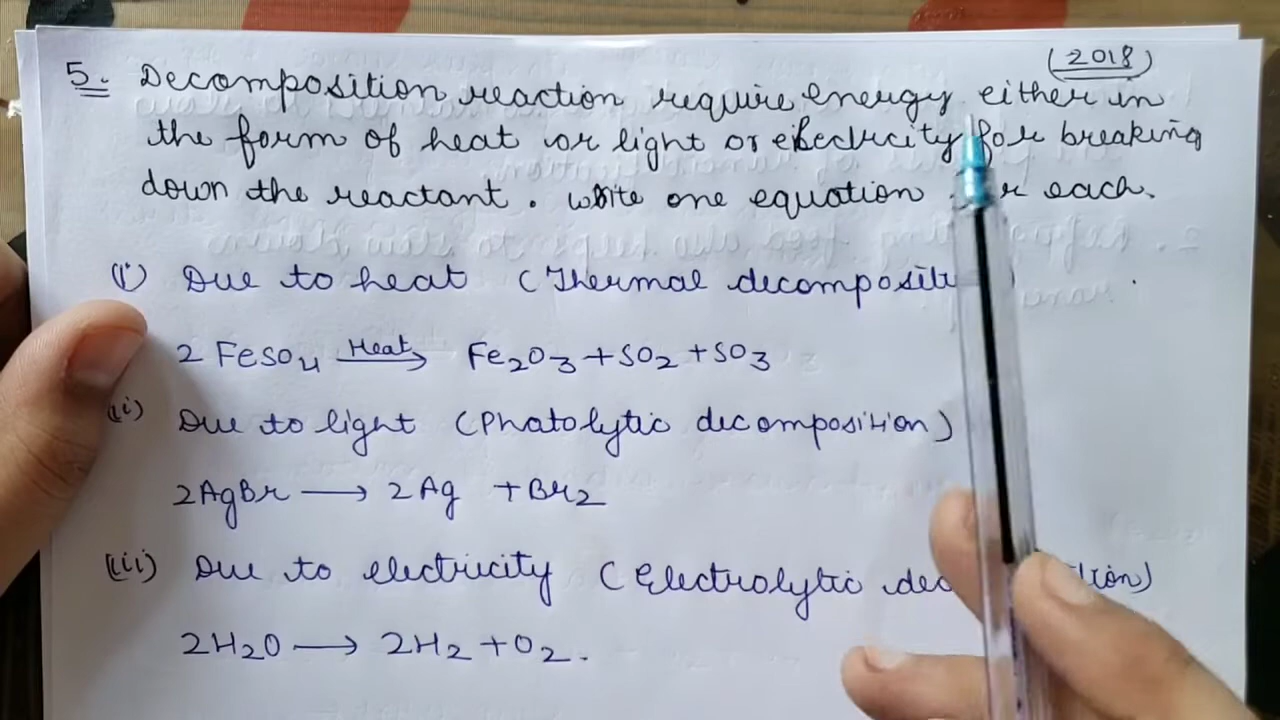 (2018)
5. Decomposition reaction require energy either in
the form of heat or light or electricity for breaking
down the reactant. Write one equation each.
(i) Due to heat (Thermal
2 FeSO4 Heat→ Fe2O3 + SO2 + SO3
(ii) Due to light (Phatolytic decomposition)
2AgBr → 2Ag + Br2
(iii) Due to electricity (Electrolytic
2H2O → 2H2 + O2.